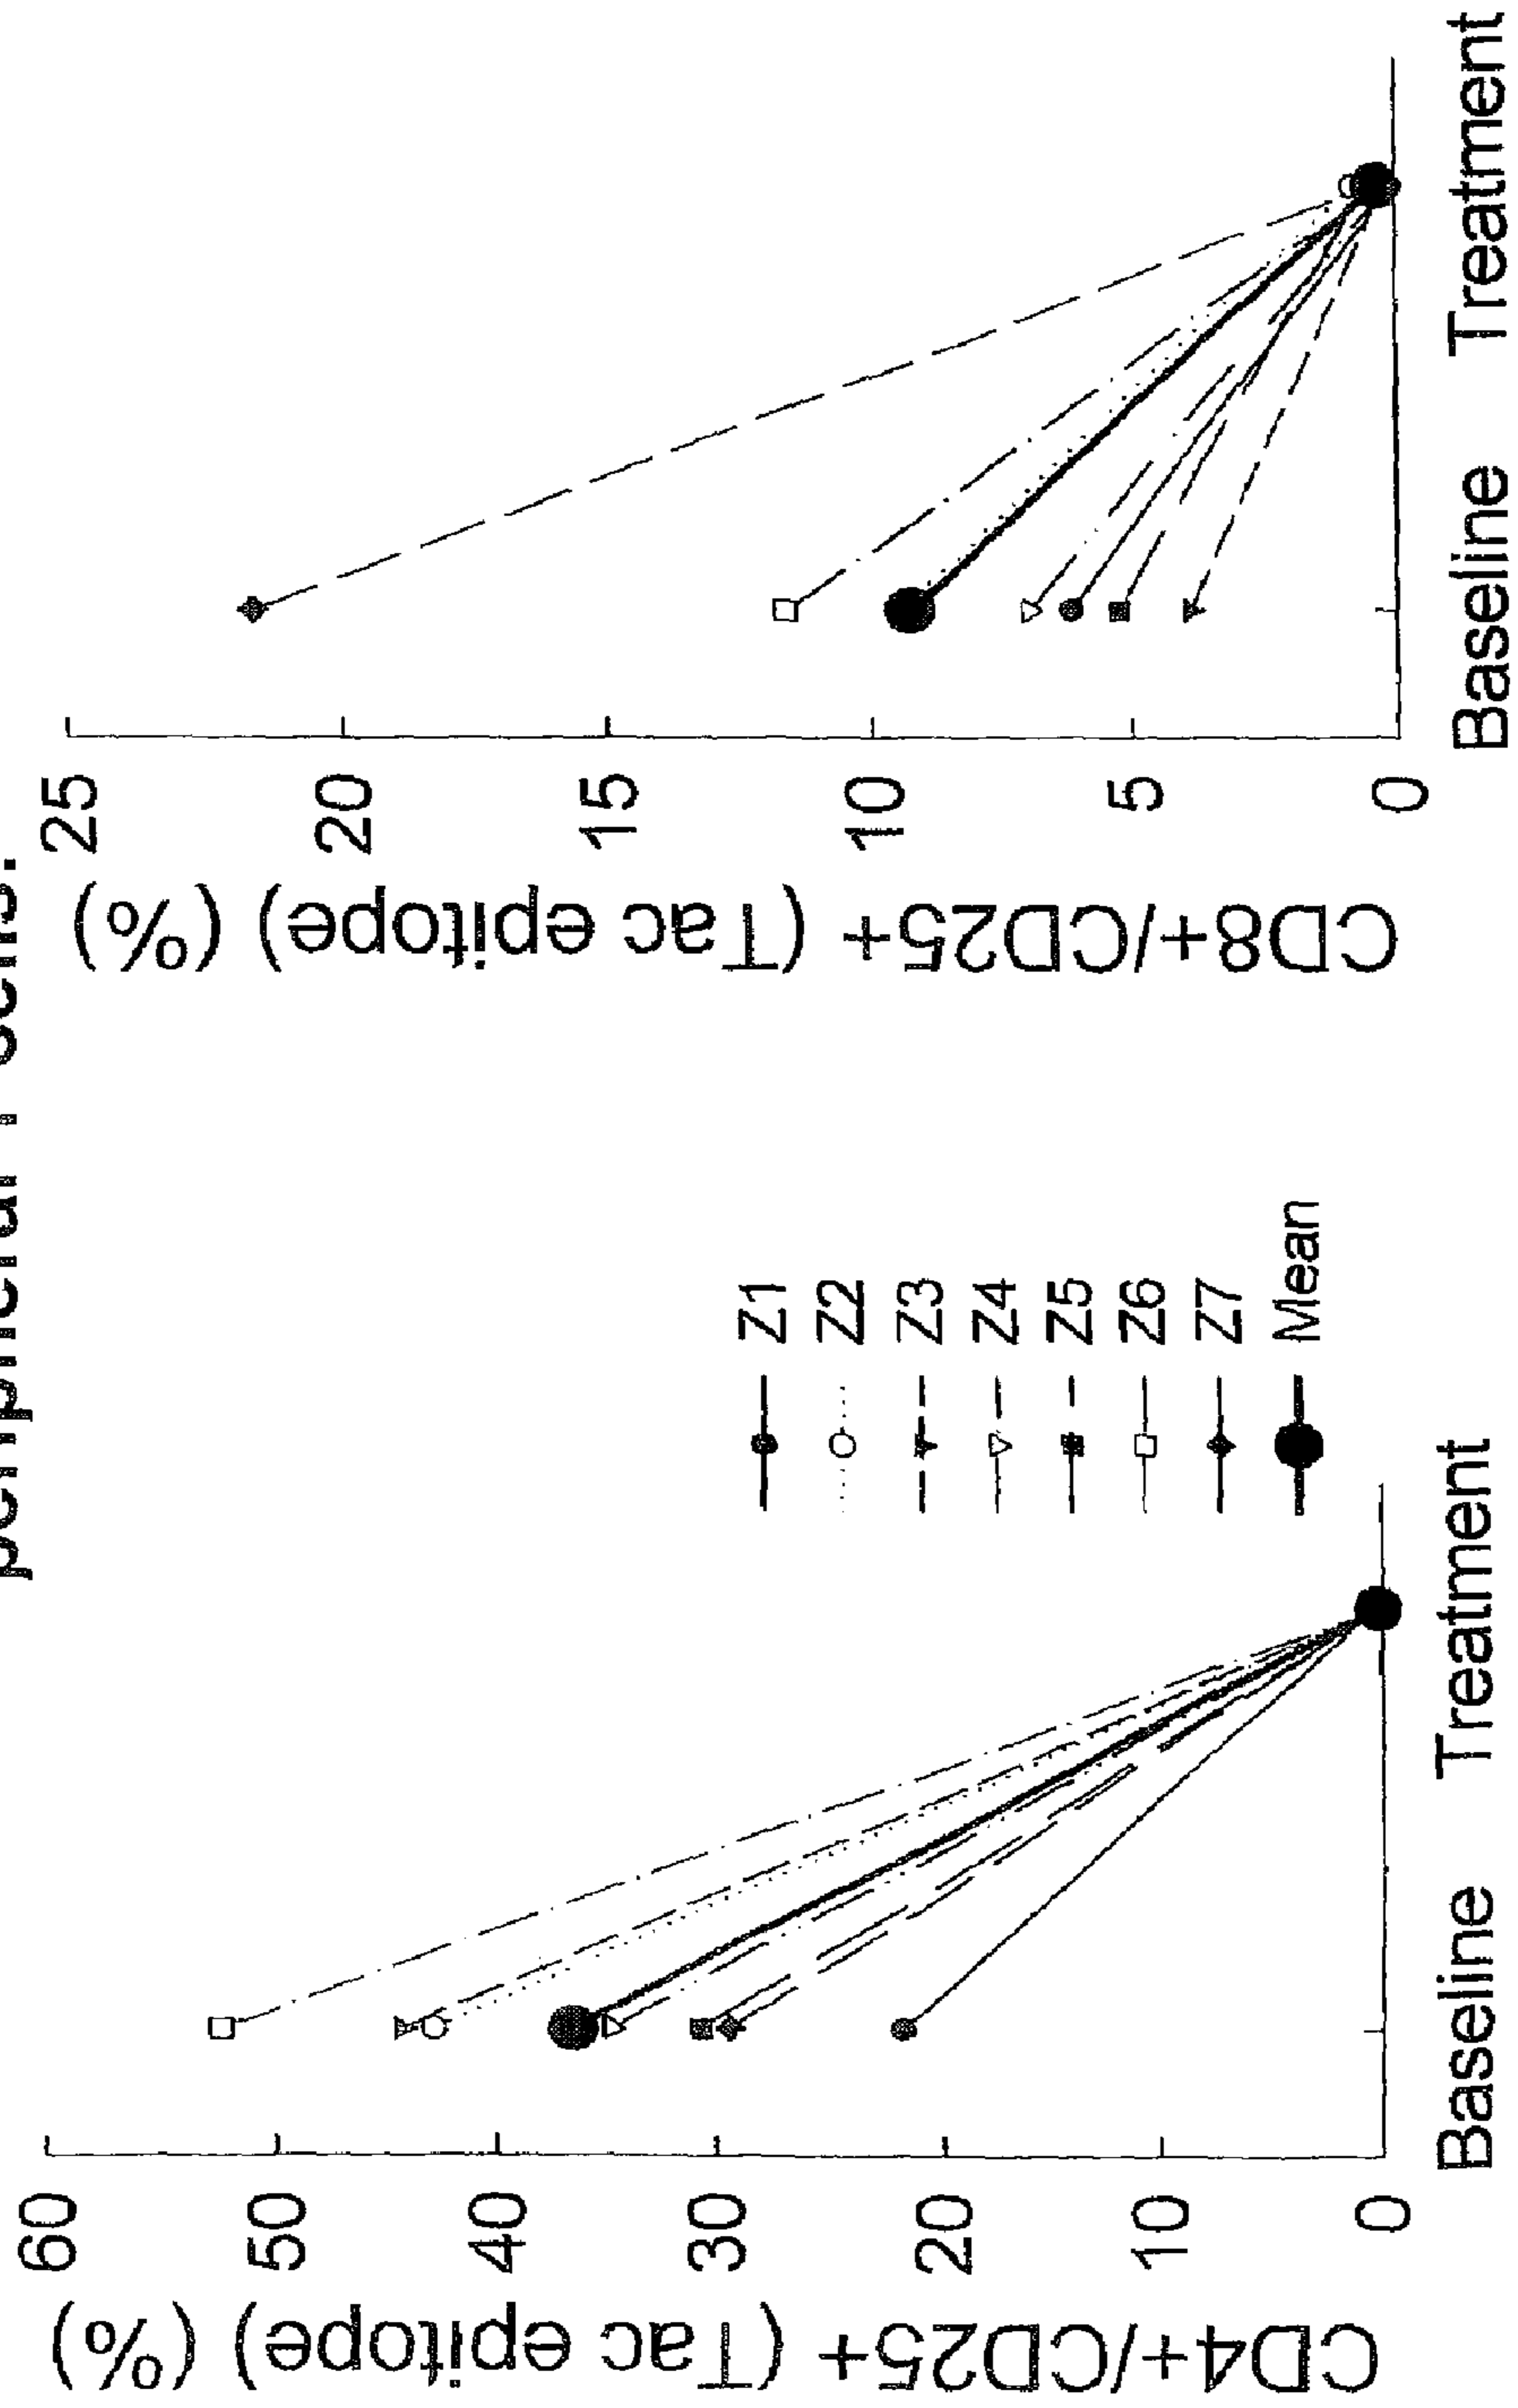 peripheral T cells.
CD4+/CD25+ (Tac epitope) (%)
60
50
40
30
20
10
0
Baseline Treatment
Z1
Z2
Z3
Z4
Z5
Z6
Z7
Mean
CD8+/CD25+ (Tac epitope) (%)
25
20
15
10
5
0
Baseline Treatment